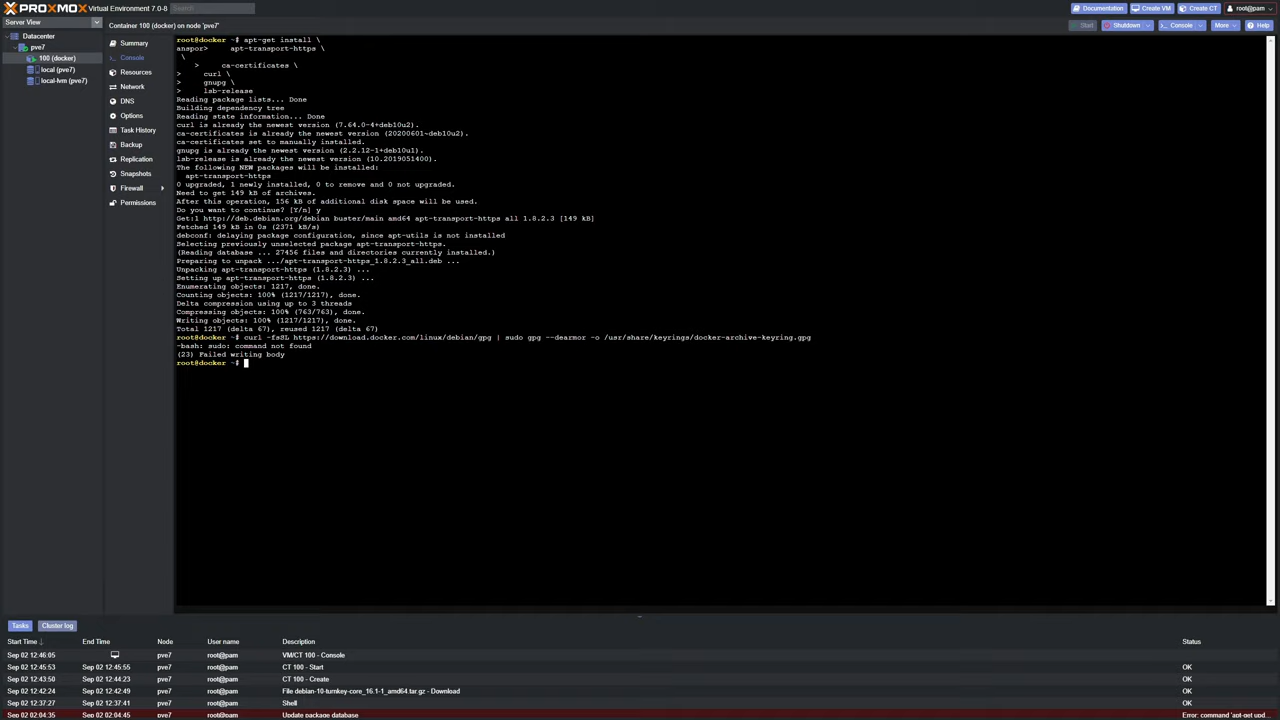 PROXMOX Virtual Environment 7.0-8 Search Documentation Create VM Create CT root@pam
Server View
Container 100 (docker) on node 'pve7' Start Shutdown Console More Help
Datacenter
pve7
100 (docker)
local (pve7)
local-lvm (pve7)
Summary
Console
Resources
Network
DNS
Options
Task History
Backup
Replication
Snapshots
Firewall
Permissions
root@docker ~$ apt-get install \
anspor>     apt-transport-https \
\
>     ca-certificates \
>     curl \
>     gnupg \
>     lsb-release
Reading package lists... Done
Building dependency tree
Reading state information... Done
curl is already the newest version (7.64.0-4+deb10u2).
ca-certificates is already the newest version (20200601~deb10u2).
ca-certificates set to manually installed.
gnupg is already the newest version (2.2.12-1+deb10u1).
lsb-release is already the newest version (10.2019051400).
The following NEW packages will be installed:
apt-transport-https
0 upgraded, 1 newly installed, 0 to remove and 0 not upgraded.
Need to get 149 kB of archives.
After this operation, 156 kB of additional disk space will be used.
Do you want to continue? [Y/n] y
Get:1 http://deb.debian.org/debian buster/main amd64 apt-transport-https all 1.8.2.3 [149 kB]
Fetched 149 kB in 0s (2371 kB/s)
debconf: delaying package configuration, since apt-utils is not installed
Selecting previously unselected package apt-transport-https.
(Reading database ... 27456 files and directories currently installed.)
Preparing to unpack .../apt-transport-https_1.8.2.3_all.deb ...
Unpacking apt-transport-https (1.8.2.3) ...
Setting up apt-transport-https (1.8.2.3) ...
Enumerating objects: 1217, done.
Counting objects: 100% (1217/1217), done.
Delta compression using up to 3 threads
Compressing objects: 100% (763/763), done.
Writing objects: 100% (1217/1217), done.
Total 1217 (delta 67), reused 1217 (delta 67)
root@docker ~$ curl -fsSL https://download.docker.com/linux/debian/gpg | sudo gpg --dearmor -o /usr/share/keyrings/docker-archive-keyring.gpg
-bash: sudo: command not found
(23) Failed writing body
root@docker ~$
Tasks Cluster log
Start Time ↓ End Time Node User name Description Status
Sep 02 12:46:05 pve7 root@pam VM/CT 100 - Console
Sep 02 12:45:53 Sep 02 12:45:55 pve7 root@pam CT 100 - Start OK
Sep 02 12:43:50 Sep 02 12:44:23 pve7 root@pam CT 100 - Create OK
Sep 02 12:42:24 Sep 02 12:42:49 pve7 root@pam File debian-10-turnkey-core_16.1-1_amd64.tar.gz - Download OK
Sep 02 12:37:27 Sep 02 12:37:41 pve7 root@pam Shell OK
Sep 02 02:04:35 Sep 02 02:04:45 pve7 root@pam Update package database Error: command 'apt-get upd...